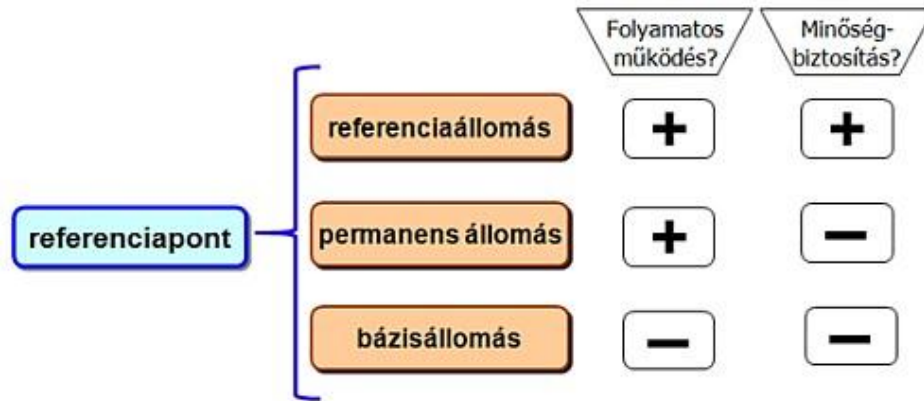 Folyamatos
működés?
Minőség-
biztosítás?
referenciaállomás
+
+
referenciapont
permanens állomás
+
−
bázisállomás
−
−